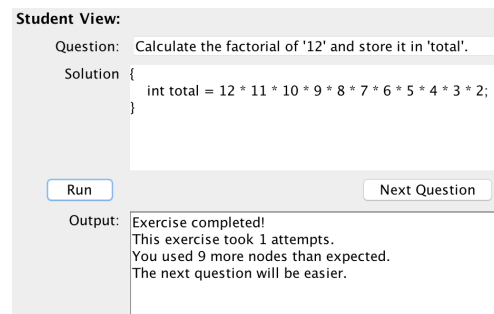 Student View:
Question: Calculate the factorial of '12' and store it in 'total'.
Solution {
int total = 12 * 11 * 10 * 9 * 8 * 7 * 6 * 5 * 4 * 3 * 2;
}
Run Next Question
Output: Exercise completed!
This exercise took 1 attempts.
You used 9 more nodes than expected.
The next question will be easier.